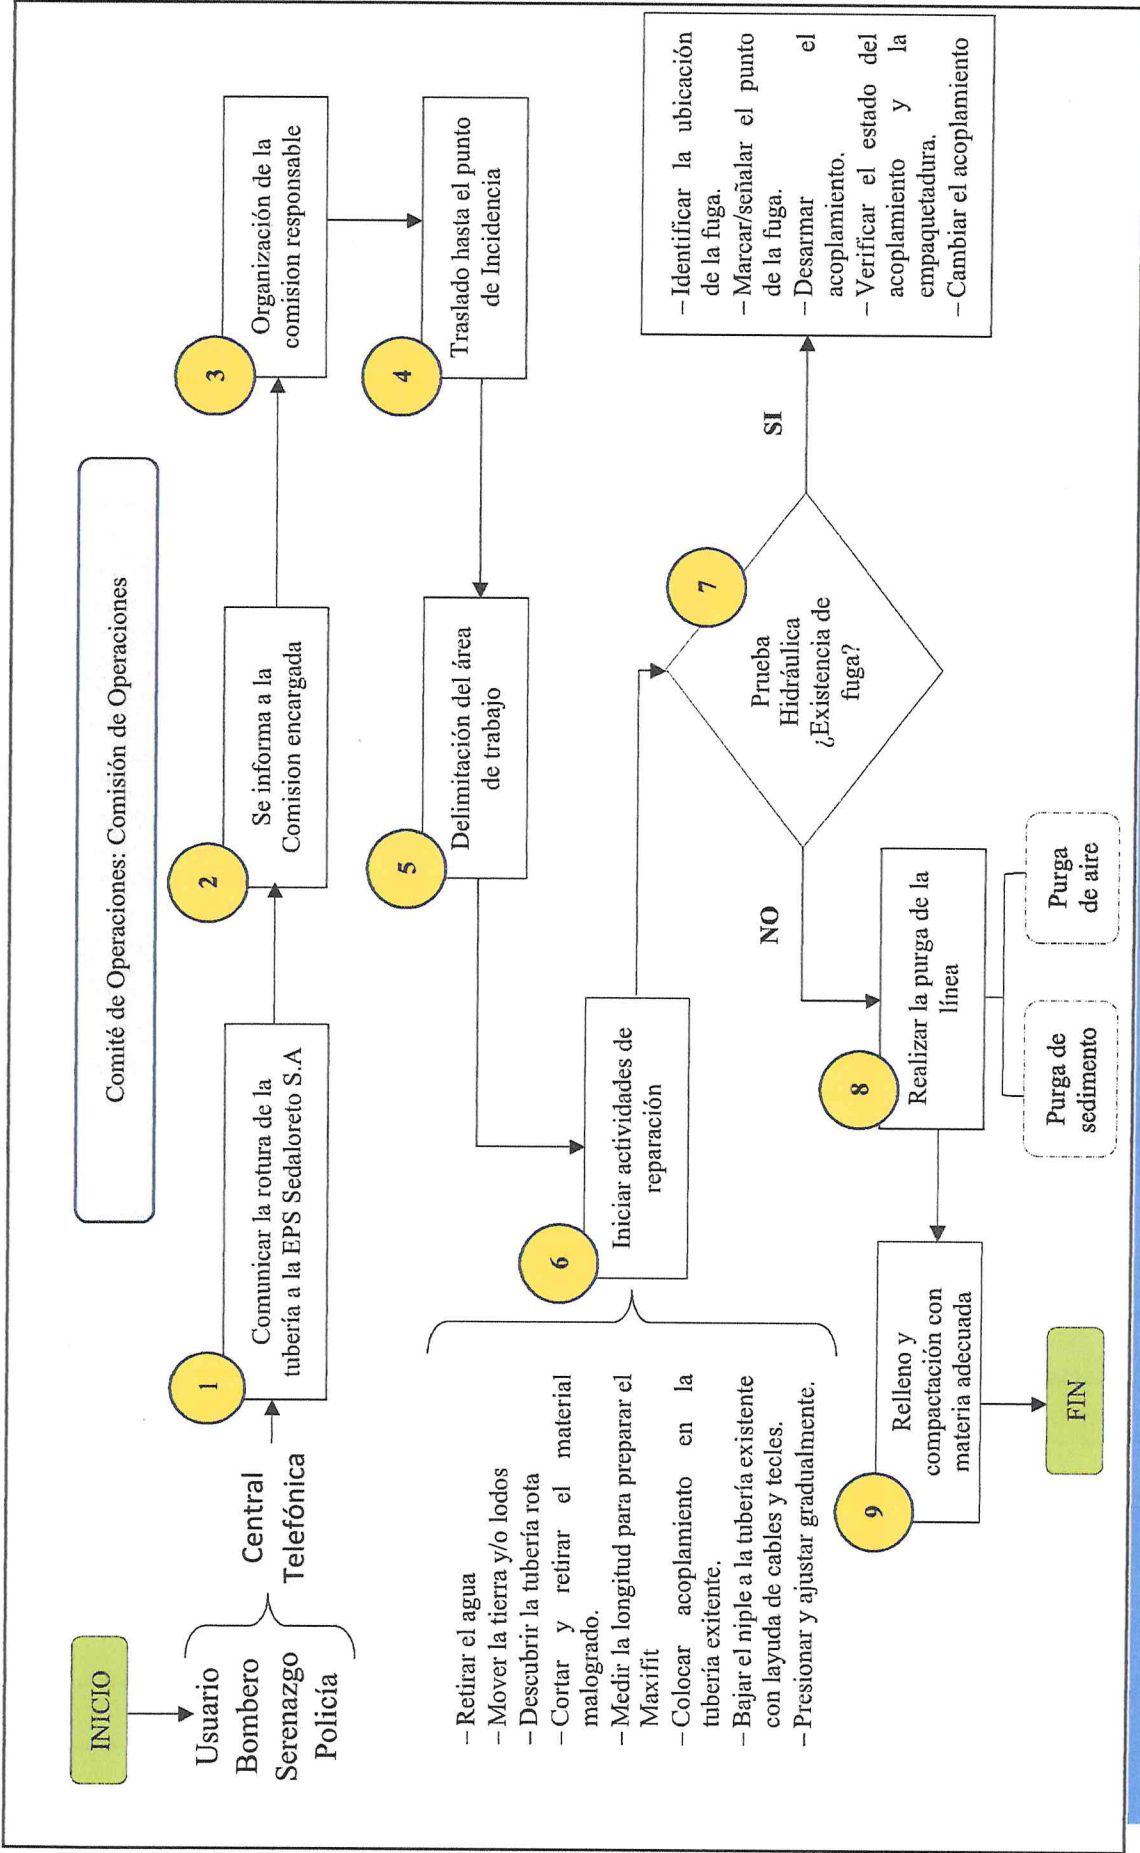 Comité de Operaciones: Comisión de Operaciones
INICIO
Usuario
Bombero
Serenazgo
Policía
Central
Telefónica
1
Comunicar la rotura de la
tubería a la EPS Sedaloreto S.A
2
Se informa a la
Comision encargada
3
Organización de la
comision responsable
4
Traslado hasta el punto
de Incidencia
5
Delimitación del área
de trabajo
6
Iniciar actividades de
reparación
– Retirar el agua
– Mover la tierra y/o lodos
– Descubrir la tubería rota
– Cortar y retirar el material
malogrado.
– Medir la longitud para preparar el
Maxifit
– Colocar acoplamiento en la
tubería exitente.
– Bajar el niple a la tubería existente
con layuda de cables y tecles.
– Presionar y ajustar gradualmente.
7
Prueba
Hidráulica
¿Existencia de
fuga?
SI
– Identificar la ubicación
de la fuga.
– Marcar/señalar el punto
de la fuga.
– Desarmar el
acoplamiento.
– Verificar el estado del
acoplamiento y la
empaquetadura.
– Cambiar el acoplamiento
NO
8
Realizar la purga de la
línea
Purga de
sedimento
Purga
de aire
9
Relleno y
compactación con
materia adecuada
FIN